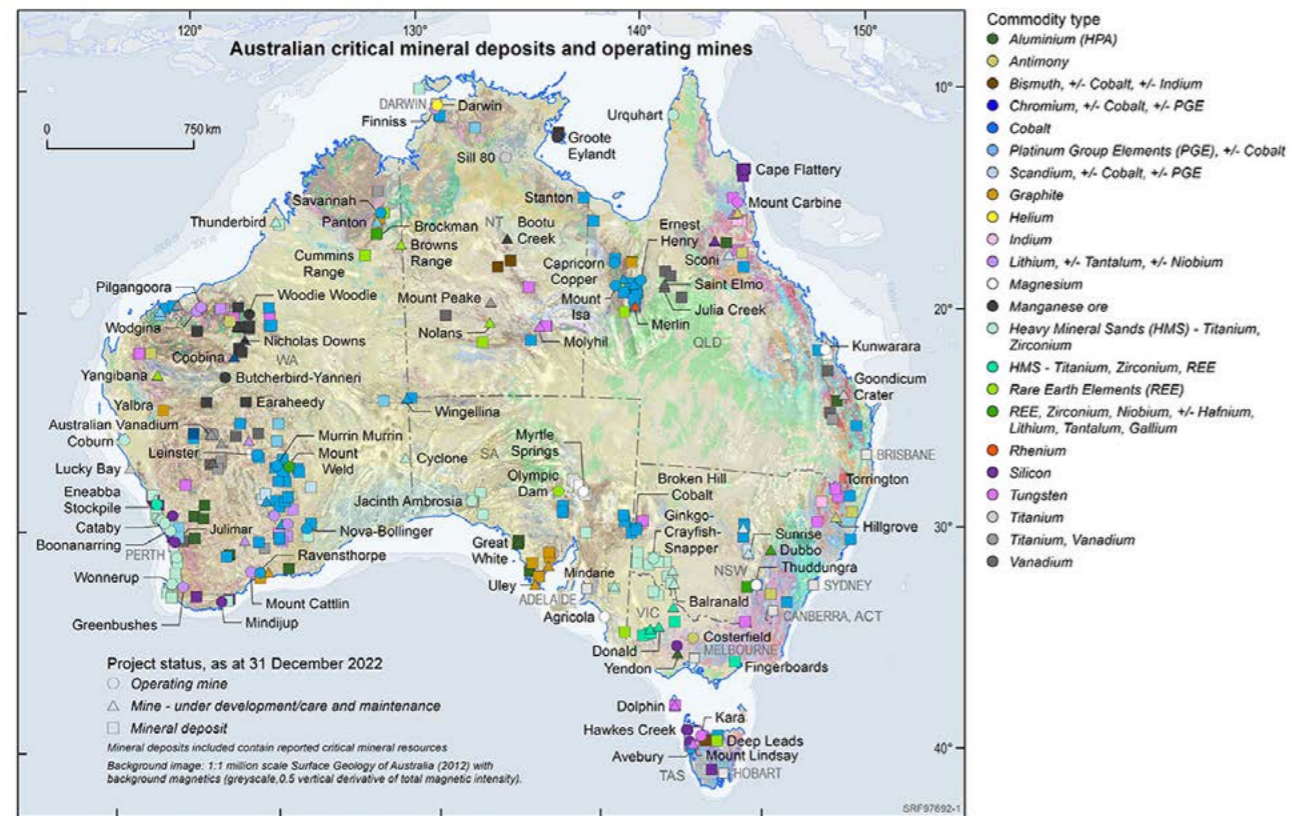 120°
130°
140°
150°
Australian critical mineral deposits and operating mines
10°
20°
30°
40°
0
750 km
DARWIN
Darwin
Finniss
Urquhart
Groote
Eylandt
Sill 80
Cape Flattery
Savannah
Stanton
Mount Carbine
Thunderbird
Panton
Brockman
NT
Bootu
Creek
Ernest
Henry
Browns
Range
Cummins
Range
Capricorn
Copper
Sconi
Pilgangoora
Woodie Woodie
Mount Peake
Mount
Isa
Saint Elmo
Wodgina
Nolans
Julia Creek
Nicholas Downs
Merlin
Molyhil
Coobina
WA
QLD
Kunwarara
Yangibana
Butcherbird-Yanneri
Goondicum
Crater
Yalbra
Earaheedy
Wingellina
Australian Vanadium
Murrin Murrin
Myrtle
Springs
Coburn
Leinster
Mount
Weld
Cyclone
SA
BRISBANE
Lucky Bay
Olympic
Dam
Broken Hill
Cobalt
Torrington
Eneabba
Stockpile
Jacinth Ambrosia
Ginkgo-
Crayfish-
Snapper
Cataby
Julimar
Nova-Bollinger
Hillgrove
Boonanarring
Great
White
Sunrise
PERTH
Ravensthorpe
Dubbo
Mindarie
NSW
Thuddungra
Wonnerup
Uley
SYDNEY
ADELAIDE
Balranald
Mount Cattlin
Agricola
VIC
CANBERRA, ACT
Greenbushes
Mindijup
Costerfield
Donald
MELBOURNE
Yendon
Fingerboards
Dolphin
Kara
Hawkes Creek
Deep Leads
Avebury
Mount Lindsay
TAS
HOBART
Project status, as at 31 December 2022
Operating mine
Mine - under development/care and maintenance
Mineral deposit
Mineral deposits included contain reported critical mineral resources
Background image: 1:1 million scale Surface Geology of Australia (2012) with
background magnetics (greyscale,0.5 vertical derivative of total magnetic intensity).
SRF97692-1
Commodity type
Aluminium (HPA)
Antimony
Bismuth, +/- Cobalt, +/- Indium
Chromium, +/- Cobalt, +/- PGE
Cobalt
Platinum Group Elements (PGE), +/- Cobalt
Scandium, +/- Cobalt, +/- PGE
Graphite
Helium
Indium
Lithium, +/- Tantalum, +/- Niobium
Magnesium
Manganese ore
Heavy Mineral Sands (HMS) - Titanium,
Zirconium
HMS - Titanium, Zirconium, REE
Rare Earth Elements (REE)
REE, Zirconium, Niobium, +/- Hafnium,
Lithium, Tantalum, Gallium
Rhenium
Silicon
Tungsten
Titanium
Titanium, Vanadium
Vanadium